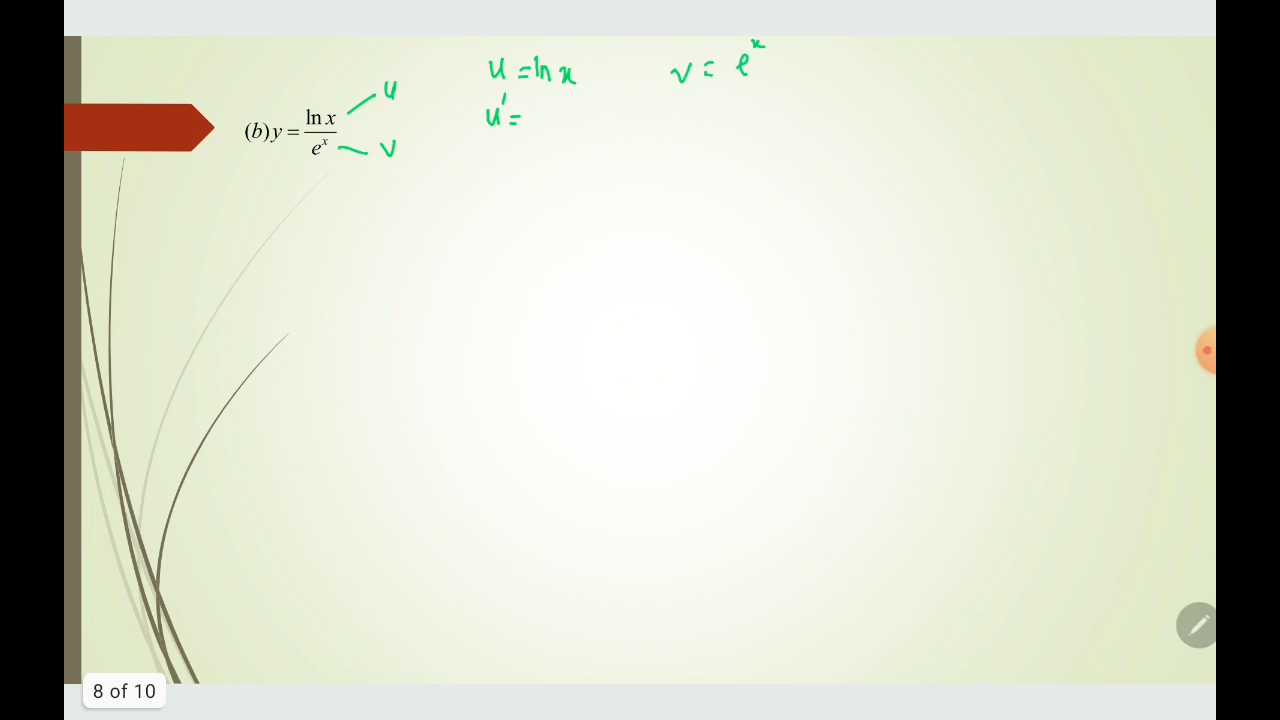 u = ln x    v = e^x
u
(b) y = ln x / e^x
u' =
v
8 of 10